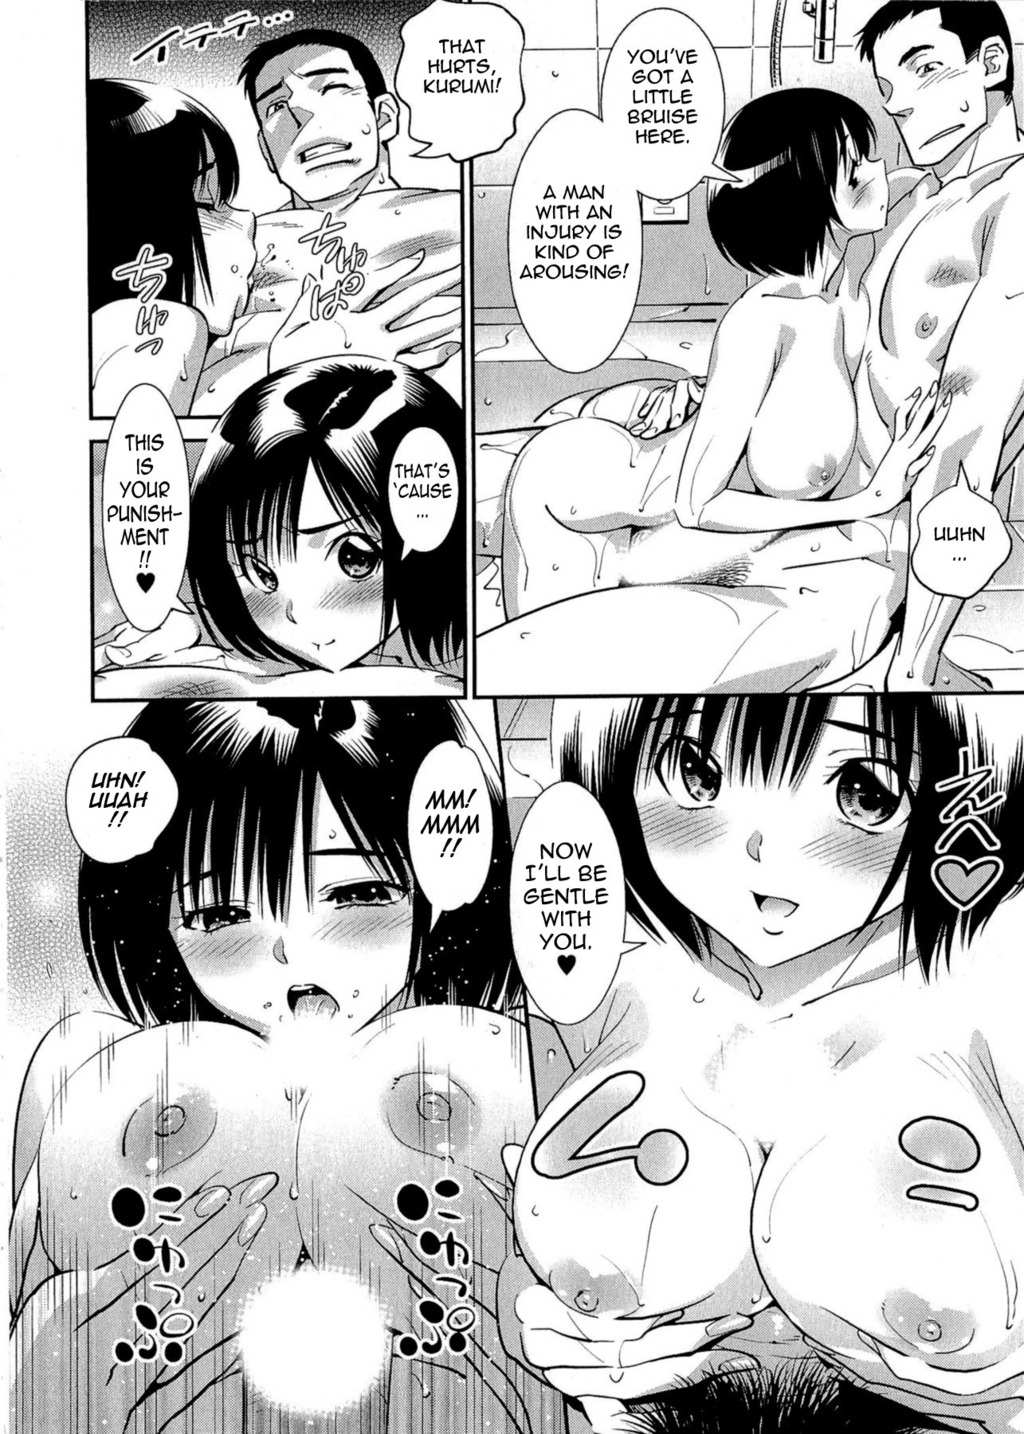 YOU'VE
GOT A
LITTLE
BRUISE
HERE.
A MAN
WITH AN
INJURY IS
KIND OF
AROUSING!
UUHN
...
THAT
HURTS,
KURUMI!
イテテテ...
ちゅっ
ちゅぱ
THAT'S
'CAUSE
...
THIS
IS
YOUR
PUNISH-
MENT
!!
♥
えへ♡
NOW
I'LL BE
GENTLE
WITH
YOU.
♥
MM!
MMM
!!
UHN!
UUAH
!!
にゅっぷ
にゅっぷ